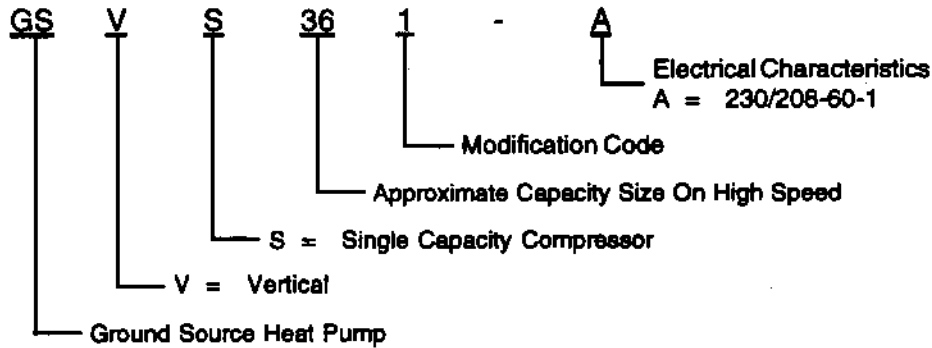 GS V S 36 1 - A
Electrical Characteristics
A = 230/208-60-1
Modification Code
Approximate Capacity Size On High Speed
S = Single Capacity Compressor
V = Vertical
Ground Source Heat Pump